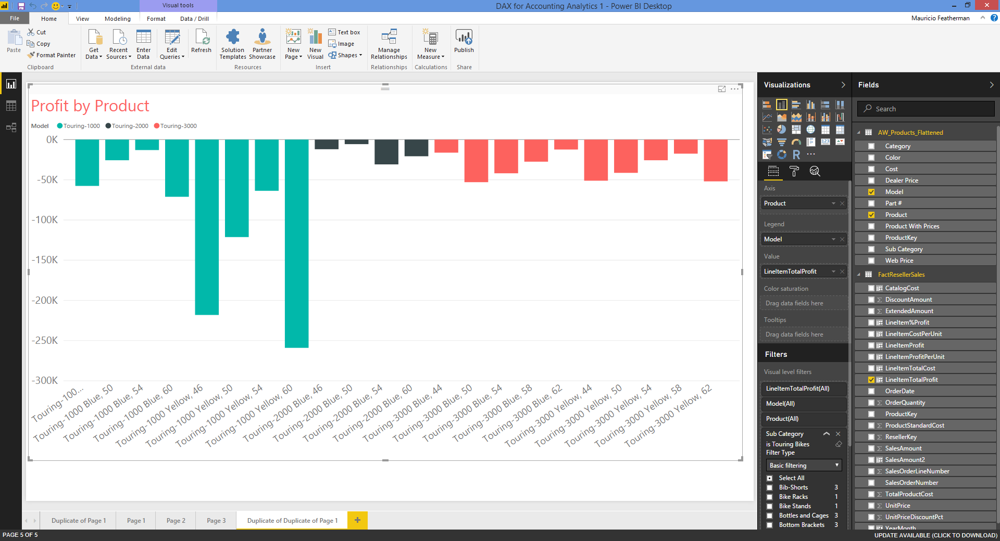 Visual tools
DAX for Accounting Analytics 1 - Power BI Desktop
File
Home
View
Modeling
Format
Data / Drill
Mauricio Featherman
Paste
Cut
Copy
Format Painter
Clipboard
Get Data
Recent Sources
Enter Data
Edit Queries
External data
Refresh
Solution Templates
Partner Showcase
Resources
New Page
New Visual
Text box
Image
Shapes
Insert
Manage Relationships
Relationships
New Measure
Calculations
Publish
Share
Profit by Product
Model Touring-1000 Touring-2000 Touring-3000
0K
-50K
-100K
-150K
-200K
-250K
-300K
Touring-100...
Touring-1000 Blue, 50
Touring-1000 Blue, 54
Touring-1000 Blue, 60
Touring-1000 Yellow, 46
Touring-1000 Yellow, 50
Touring-1000 Yellow, 54
Touring-1000 Yellow, 60
Touring-2000 Blue, 46
Touring-2000 Blue, 50
Touring-2000 Blue, 54
Touring-2000 Blue, 60
Touring-3000 Blue, 44
Touring-3000 Blue, 50
Touring-3000 Blue, 54
Touring-3000 Blue, 58
Touring-3000 Blue, 62
Touring-3000 Yellow, 44
Touring-3000 Yellow, 50
Touring-3000 Yellow, 54
Touring-3000 Yellow, 58
Touring-3000 Yellow, 62
Visualizations
R
123
Axis
Product
Legend
Model
Value
LineItemTotalProfit
Color saturation
Drag data fields here
Tooltips
Drag data fields here
Filters
Visual level filters
LineItemTotalProfit(All)
Model(All)
Product(All)
Sub Category
is Touring Bikes
Filter Type
Basic filtering
Select All
Bib-Shorts 3
Bike Racks 1
Bike Stands 1
Bottles and Cages 3
Bottom Brackets 3
Fields
Search
AW_Products_Flattened
Category
Color
Cost
Dealer Price
Model
Part #
Product
Product With Prices
ProductKey
Sub Category
Web Price
FactResellerSales
CatalogCost
DiscountAmount
ExtendedAmount
LineItem%Profit
LineItemCostPerUnit
LineItemProfit
LineItemProfitPerUnit
LineItemTotalCost
LineItemTotalProfit
OrderDate
OrderQuantity
ProductKey
ProductStandardCost
ResellerKey
SalesAmount
SalesAmount2
SalesOrderLineNumber
SalesOrderNumber
TotalProductCost
UnitPrice
UnitPriceDiscountPct
YearMonth
Duplicate of Page 1
Page 1
Page 2
Page 3
Duplicate of Duplicate of Page 1
PAGE 5 OF 5
UPDATE AVAILABLE (CLICK TO DOWNLOAD)